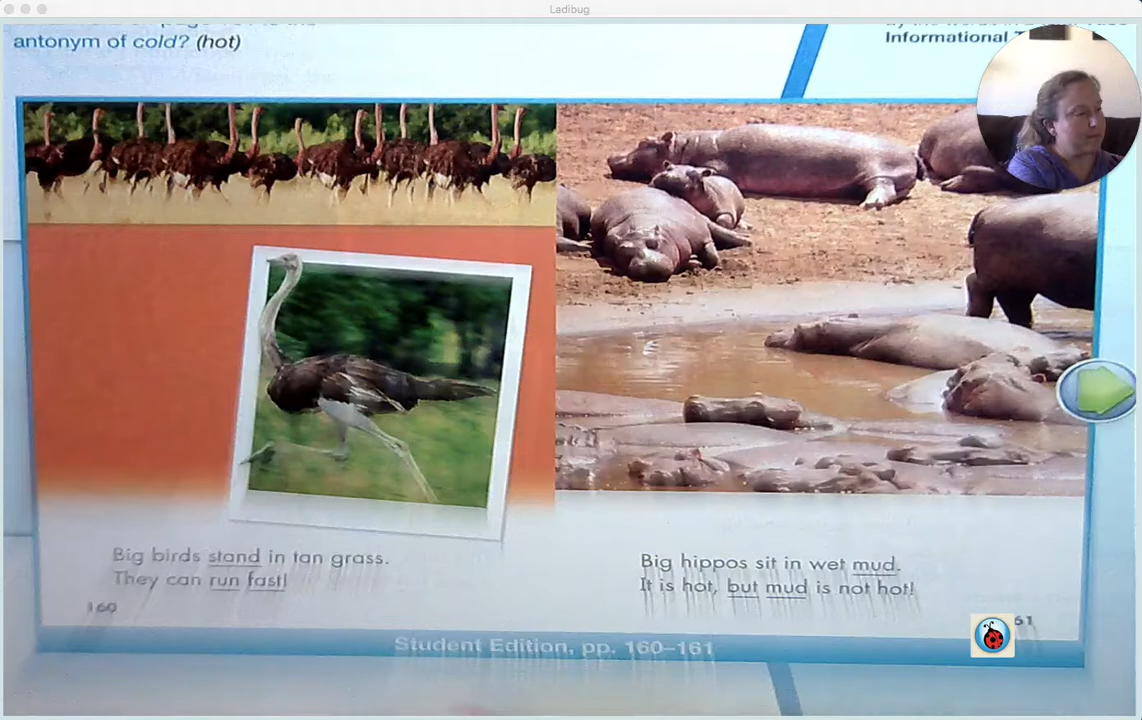 Ladibug
antonym of cold? (hot)
Informational
Big birds stand in tan grass.
They can run fast!
160
Big hippos sit in wet mud.
It is hot, but mud is not hot!
61
Student Edition, pp. 160–161